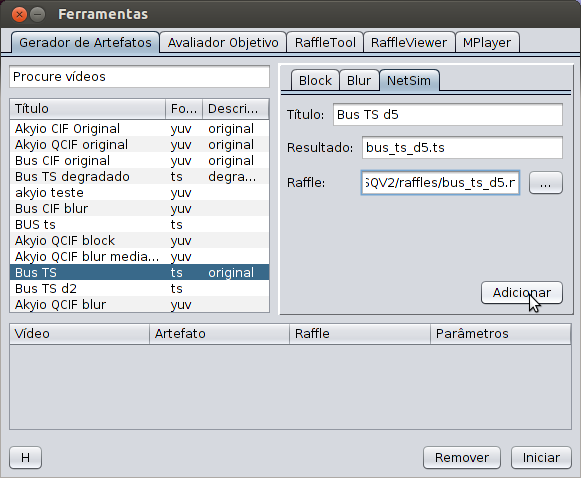 Ferramentas
Gerador de Artefatos Avaliador Objetivo RaffleTool RaffleViewer MPlayer
Procure vídeos
Título Fo... Descri...
Akyio CIF Original yuv original
Akyio QCIF original yuv original
Bus CIF original yuv original
Bus TS degradado ts degra...
akyio teste yuv
Bus CIF blur yuv
BUS ts ts
Akyio QCIF block yuv
Akyio QCIF blur media... yuv
Bus TS ts original
Bus TS d2 ts
Akyio QCIF blur yuv
Block Blur NetSim
Título: Bus TS d5
Resultado: bus_ts_d5.ts
Raffle: SQV2/raffles/bus_ts_d5.r ...
Adicionar
Vídeo Artefato Raffle Parâmetros
H Remover Iniciar